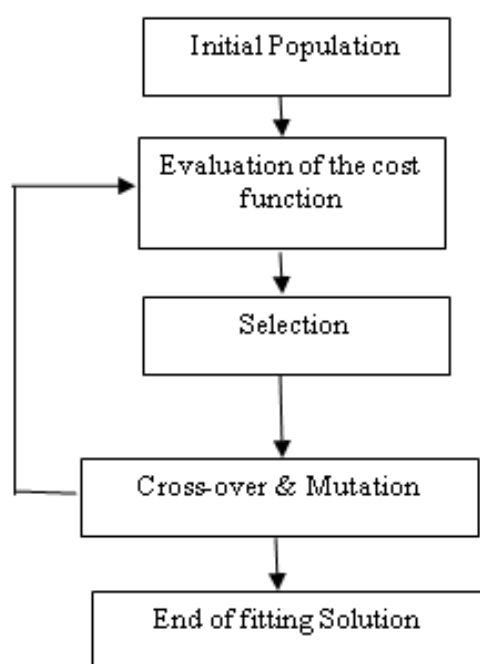 Initial Population
Evaluation of the cost
function
Selection
Cross-over & Mutation
End of fitting Solution